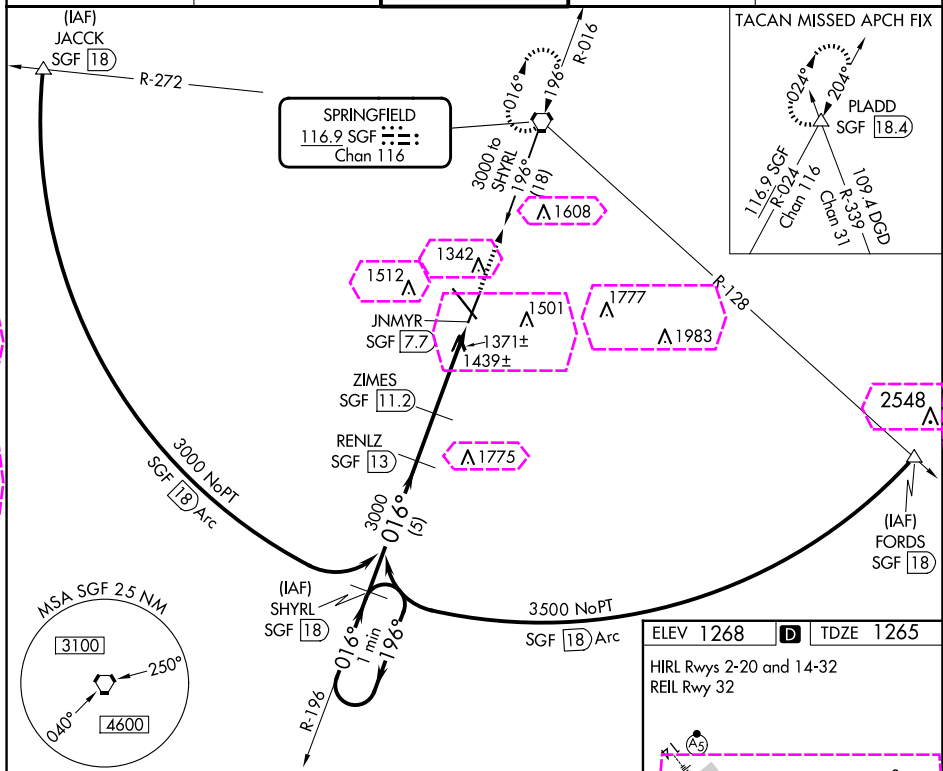 (IAF)
JACCK
SGF 18
R-272
SPRINGFIELD
116.9 SGF
Chan 116
016°
196°
R-016
3000 to
SHYRL
196°
(18)
TACAN MISSED APCH FIX
024°
204°
PLADD
SGF 18.4
116.9 SGF
R-024
Chan 116
109.4 DGD
R-339
Chan 31
1608
1342
1512
1501
JNMYR
SGF 7.7
1371±
1439±
1777
1983
R-128
2548
ZIMES
SGF 11.2
RENLZ
SGF 13
1775
3000 NoPT
SGF 18 Arc
3000
016°
(5)
(IAF)
FORDS
SGF 18
(IAF)
SHYRL
SGF 18
3500 NoPT
SGF 18 Arc
016°
1 min
196°
R-196
MSA SGF 25 NM
3100
250°
040°
4600
ELEV 1268 D TDZE 1265
HIRL Rwys 2-20 and 14-32
REIL Rwy 32
14
A5